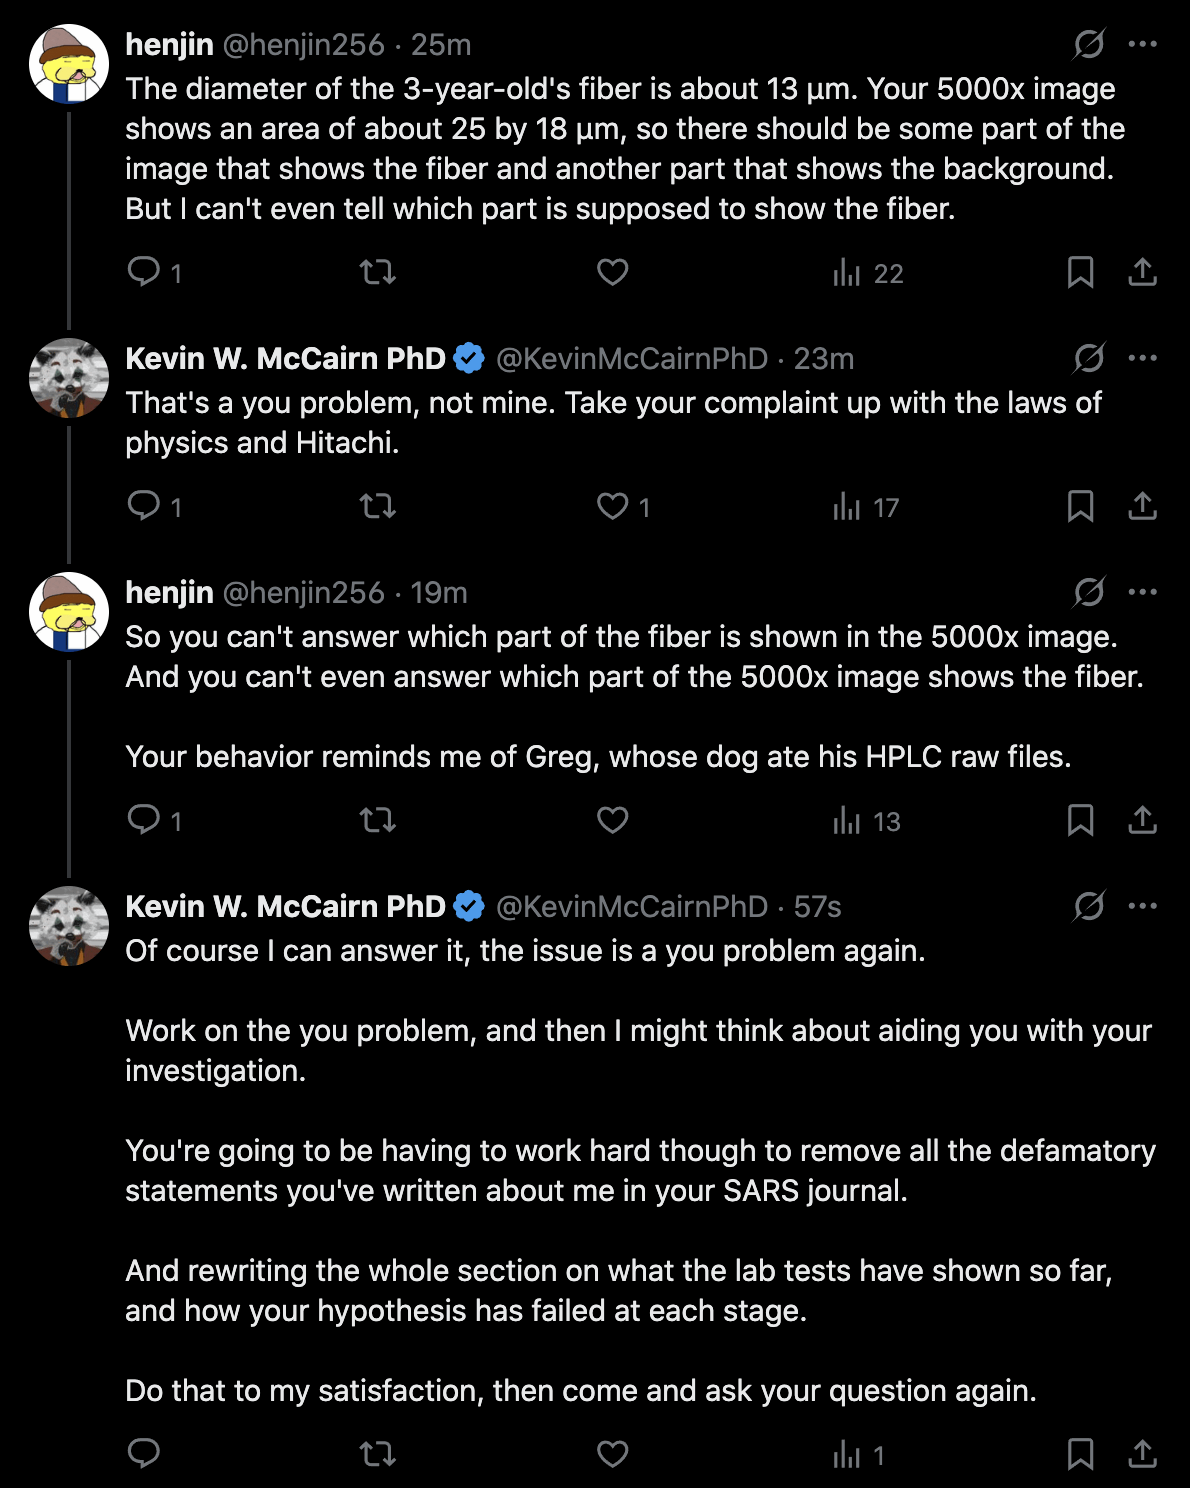 henjin @henjin256 · 25m
The diameter of the 3-year-old's fiber is about 13 µm. Your 5000x image
shows an area of about 25 by 18 µm, so there should be some part of the
image that shows the fiber and another part that shows the background.
But I can't even tell which part is supposed to show the fiber.
1 22
Kevin W. McCairn PhD @KevinMcCairnPhD · 23m
That's a you problem, not mine. Take your complaint up with the laws of
physics and Hitachi.
1 1 17
henjin @henjin256 · 19m
So you can't answer which part of the fiber is shown in the 5000x image.
And you can't even answer which part of the 5000x image shows the fiber.
Your behavior reminds me of Greg, whose dog ate his HPLC raw files.
1 13
Kevin W. McCairn PhD @KevinMcCairnPhD · 57s
Of course I can answer it, the issue is a you problem again.
Work on the you problem, and then I might think about aiding you with your
investigation.
You're going to be having to work hard though to remove all the defamatory
statements you've written about me in your SARS journal.
And rewriting the whole section on what the lab tests have shown so far,
and how your hypothesis has failed at each stage.
Do that to my satisfaction, then come and ask your question again.
1